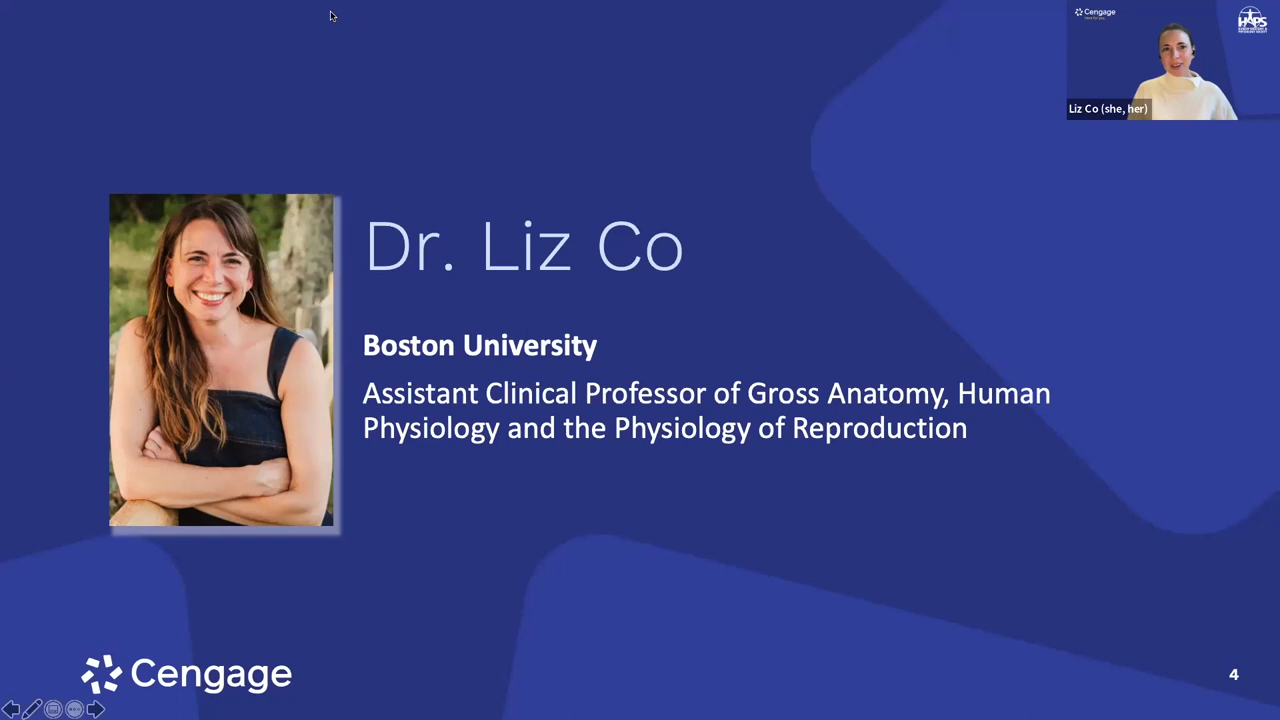 Cengage
HAPS
Liz Co (she, her)
Dr. Liz Co
Boston University
Assistant Clinical Professor of Gross Anatomy, Human
Physiology and the Physiology of Reproduction
Cengage
4